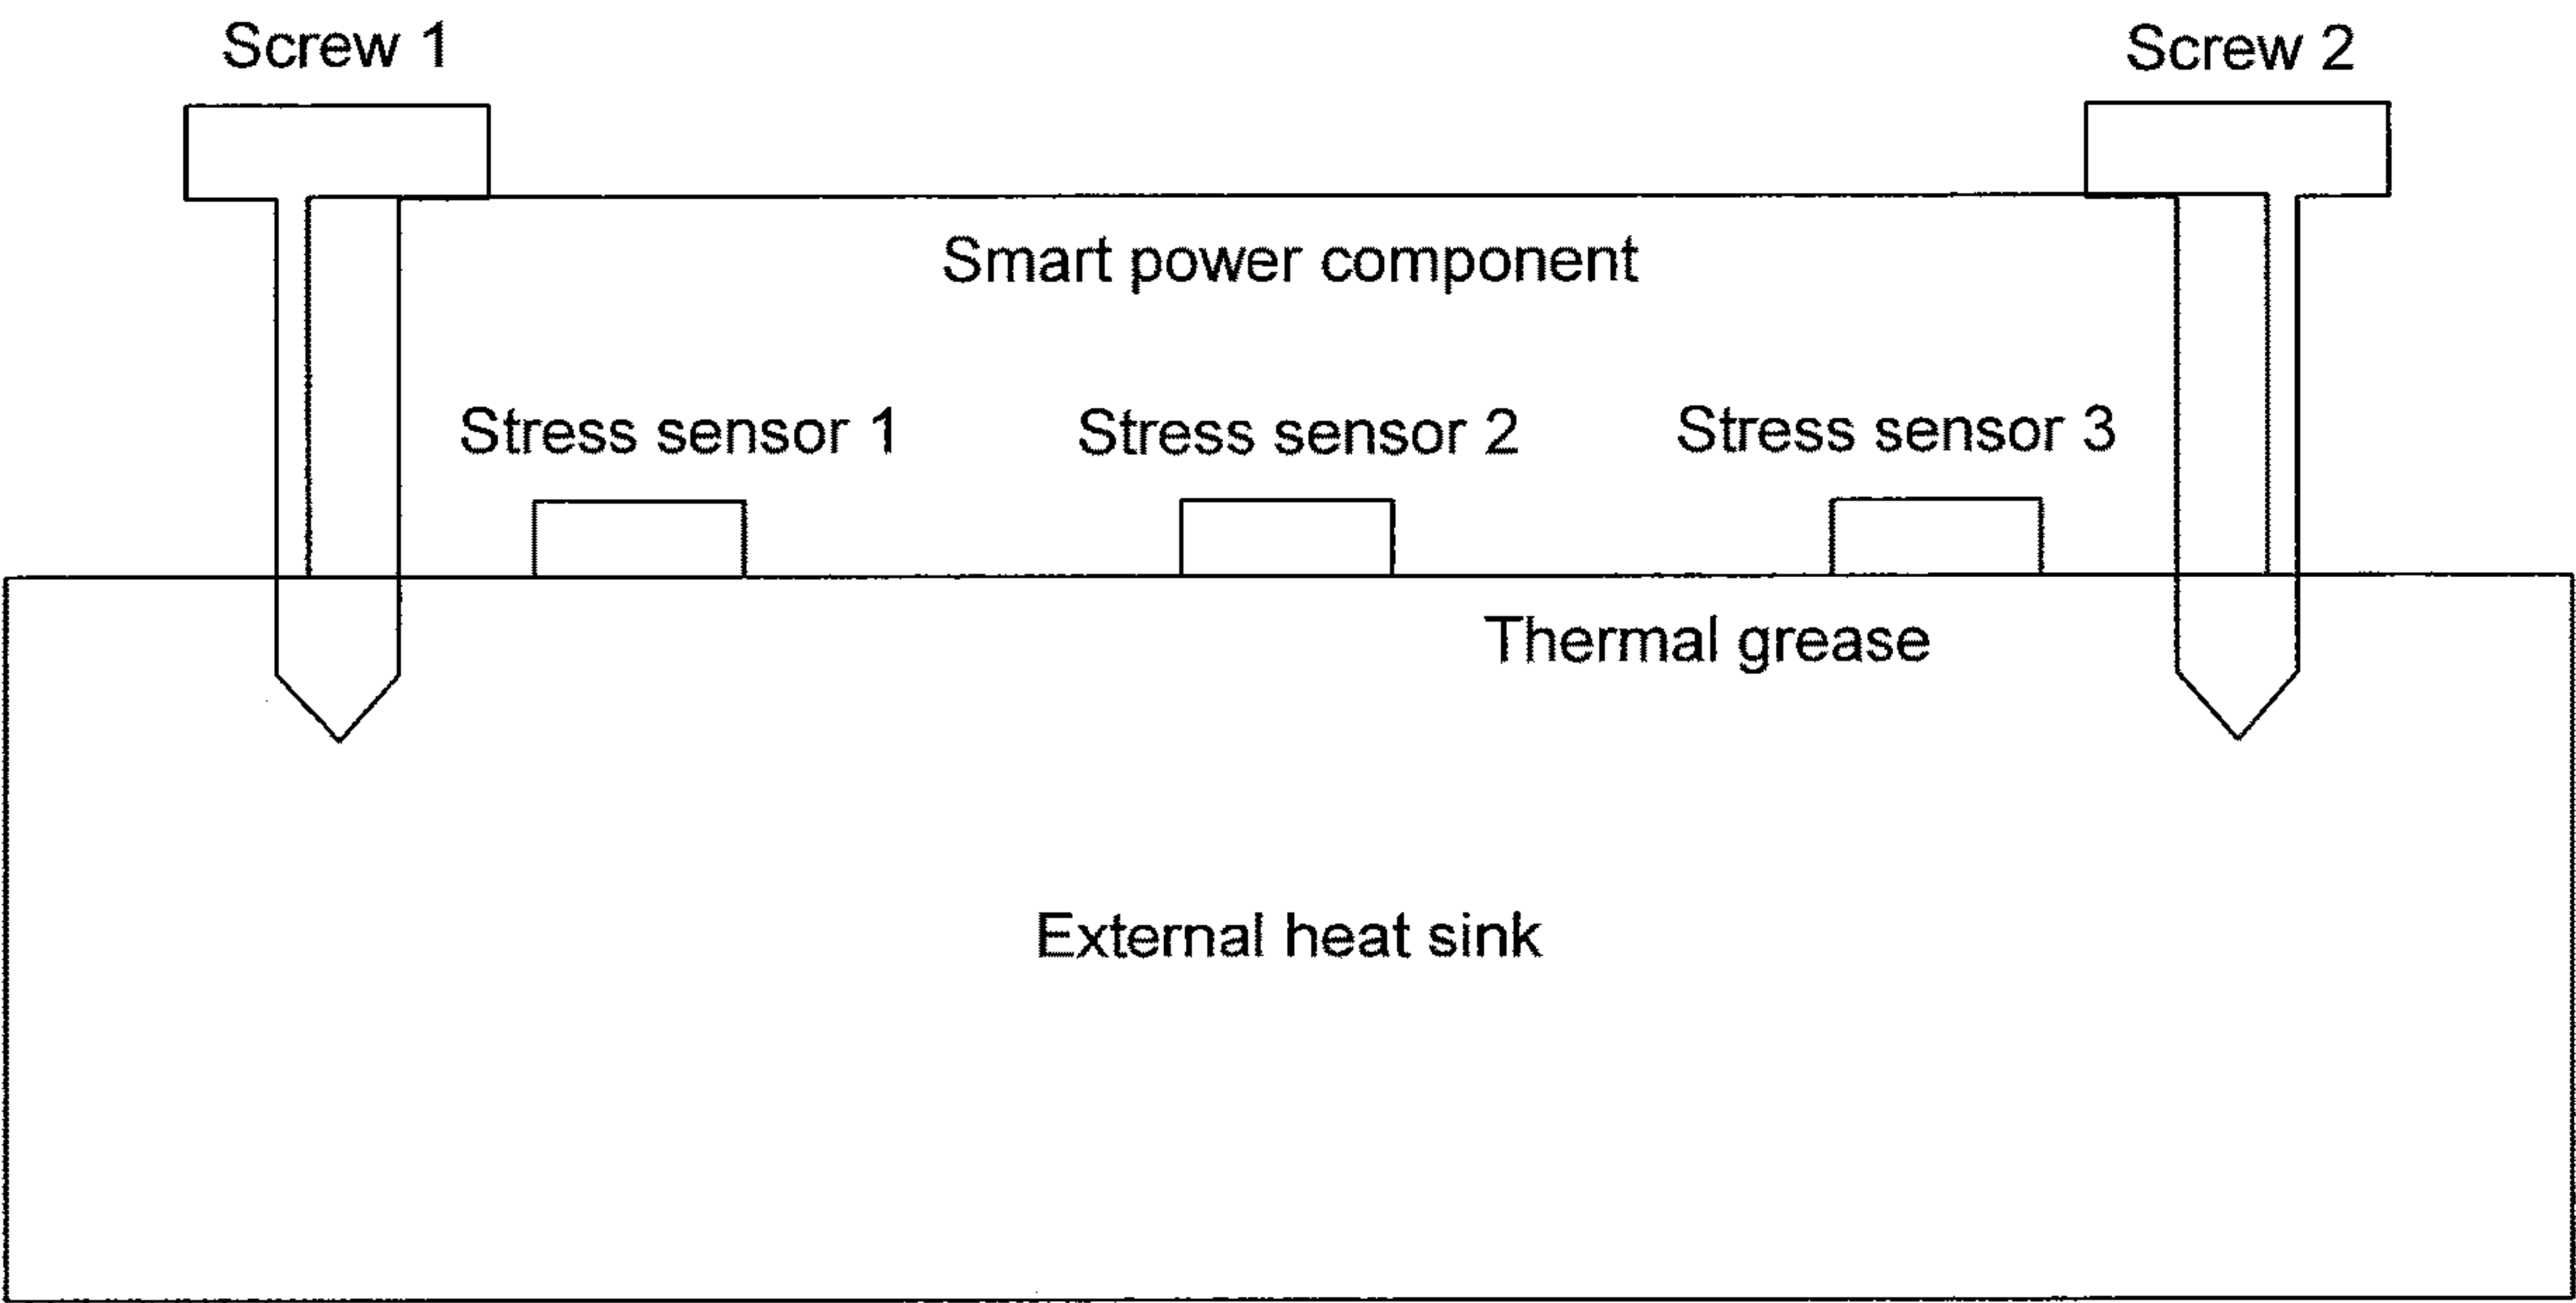 Screw 1
Screw 2
Smart power component
Stress sensor 1
Stress sensor 2
Stress sensor 3
Thermal grease
External heat sink